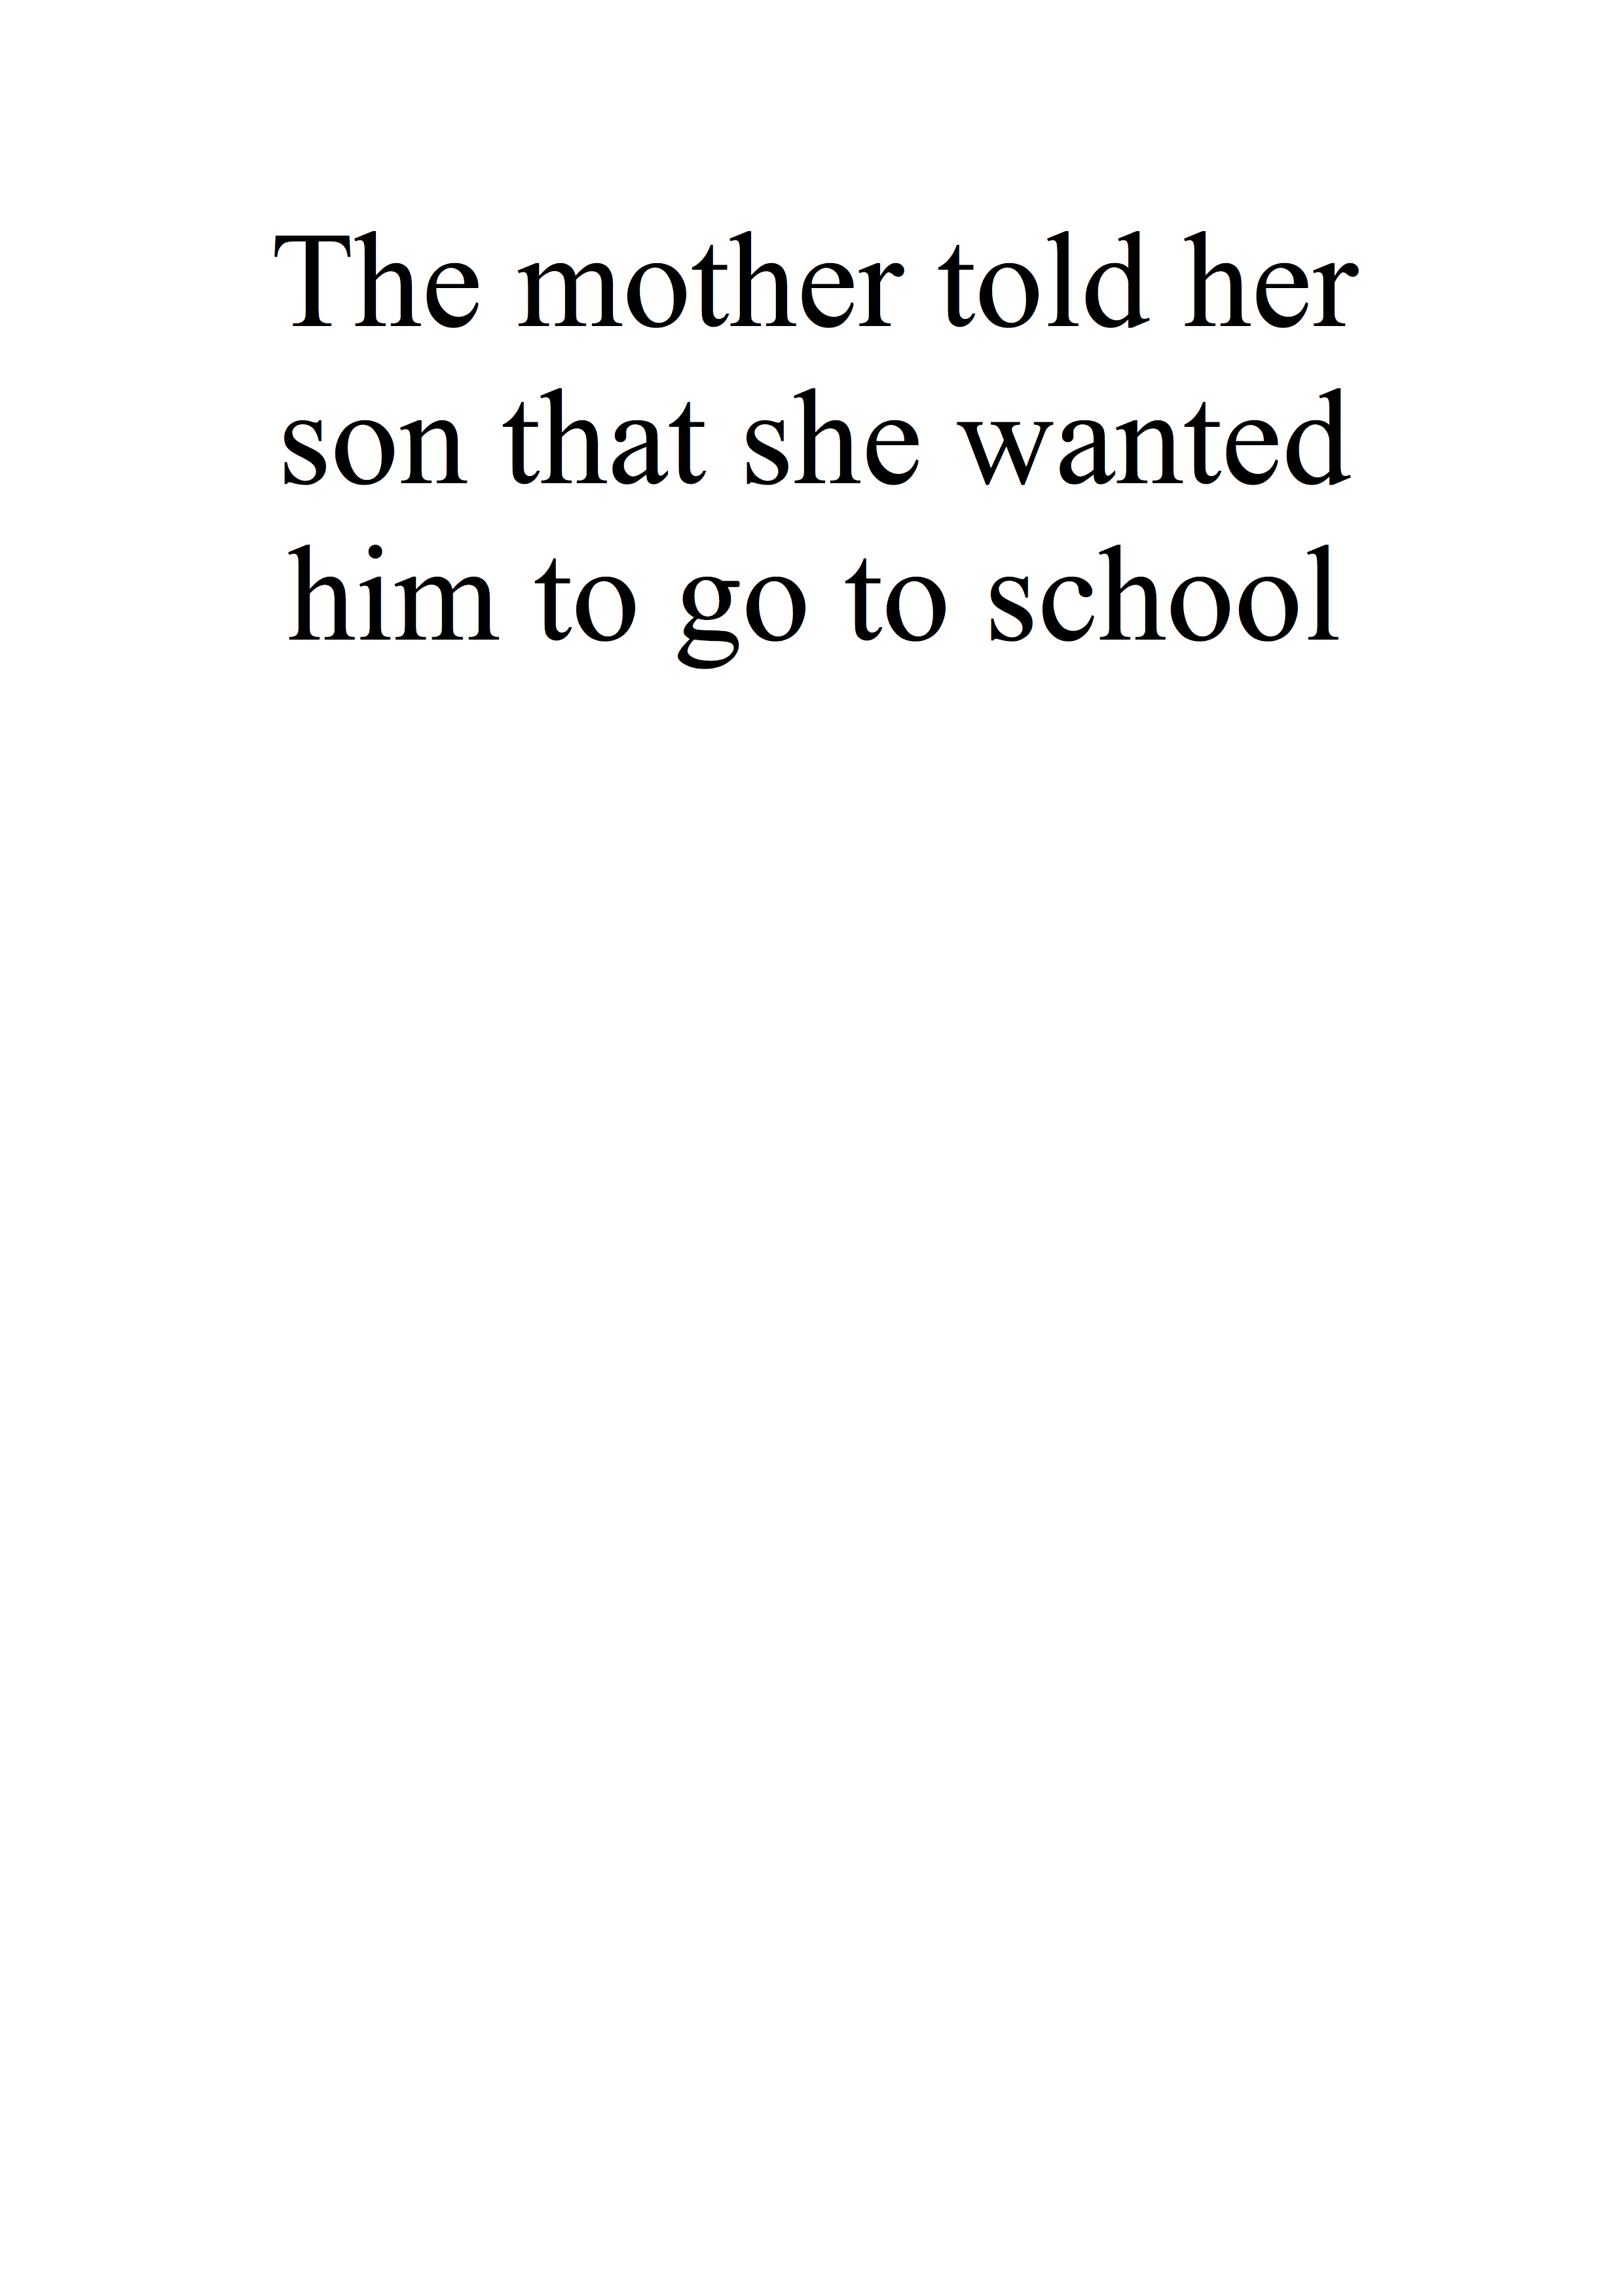 The mother told her
son that she wanted
him to go to school